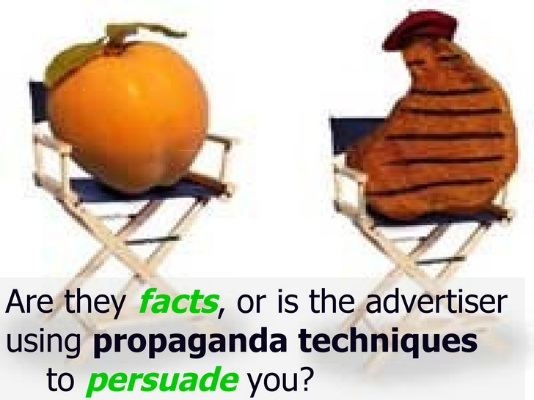 Are they facts, or is the advertiser
using propaganda techniques
to persuade you?